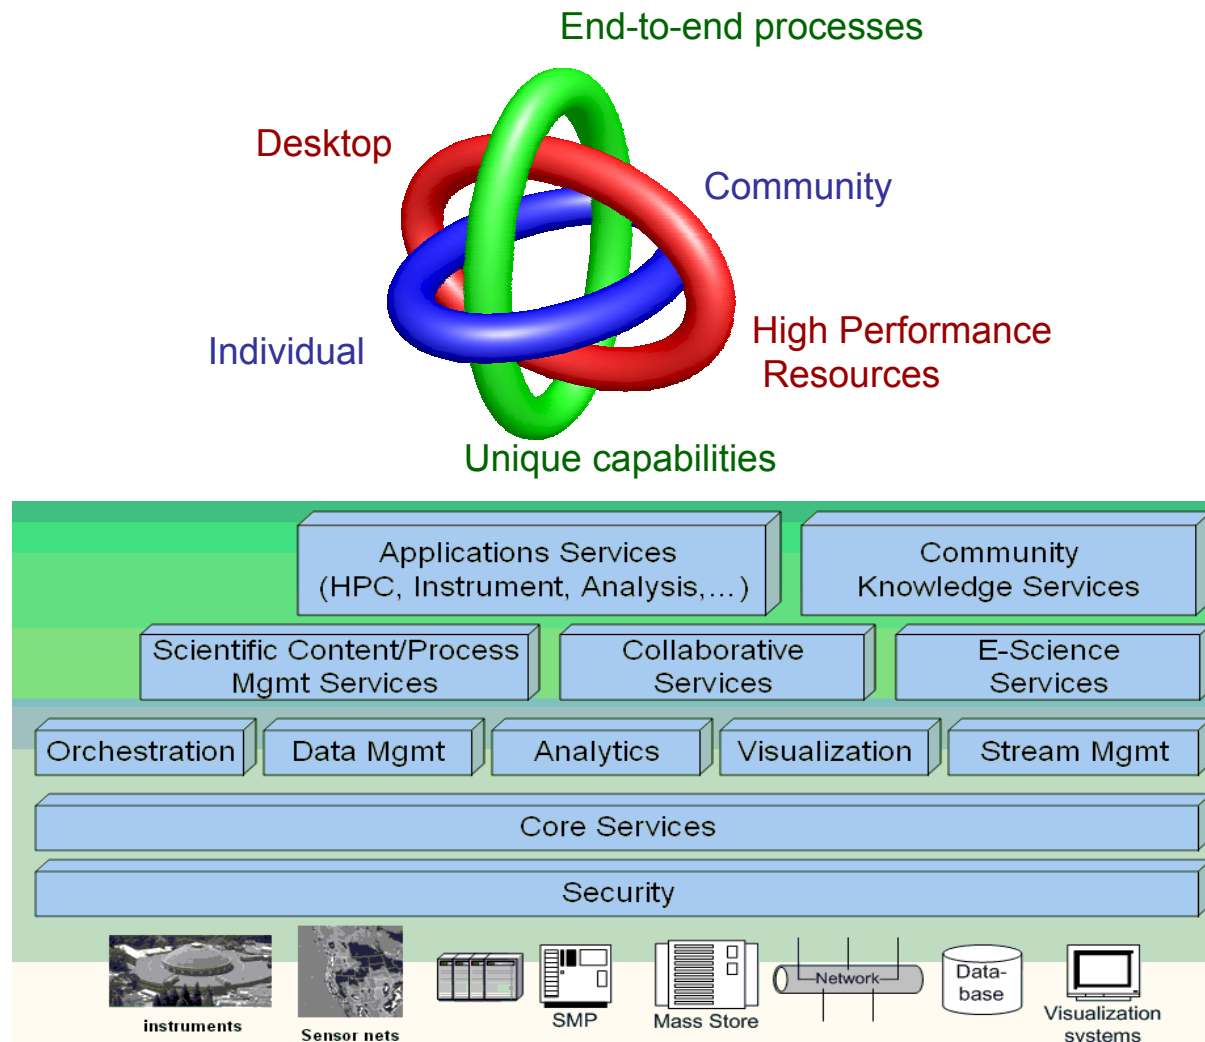 End-to-end processes
Desktop
Community
Individual
High Performance
Resources
Unique capabilities
Applications Services
(HPC, Instrument, Analysis,…)
Community
Knowledge Services
Scientific Content/Process
Mgmt Services
Collaborative
Services
E-Science
Services
Orchestration
Data Mgmt
Analytics
Visualization
Stream Mgmt
Core Services
Security
instruments
Sensor nets
SMP
Mass Store
Network
Data-
base
Visualization
systems